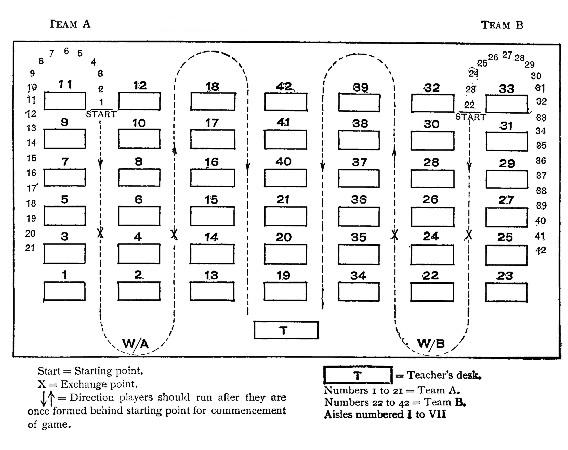 TEAM A TEAM B
7 6 5 25 26 27 28
8 4 24 29
9 3 30
10 11 2 12 18 42 39 32 23 33 31
11 1 22 32
12 START START 33
13 9 10 17 41 38 30 31 34
14 35
15 7 8 16 40 37 28 29 36
16 37
17 38
18 5 6 15 21 36 26 27 39
19 40
20 3 X 4 X 14 20 35 X 24 X 25 41
21 42
1 2 13 19 34 22 23
T
W/A W/B
Start = Starting point.
X = Exchange point.
↓↑ = Direction players should run after they are
once formed behind starting point for commencement
of game.
T = Teacher's desk.
Numbers 1 to 21 = Team A.
Numbers 22 to 42 = Team B.
Aisles numbered I to VII